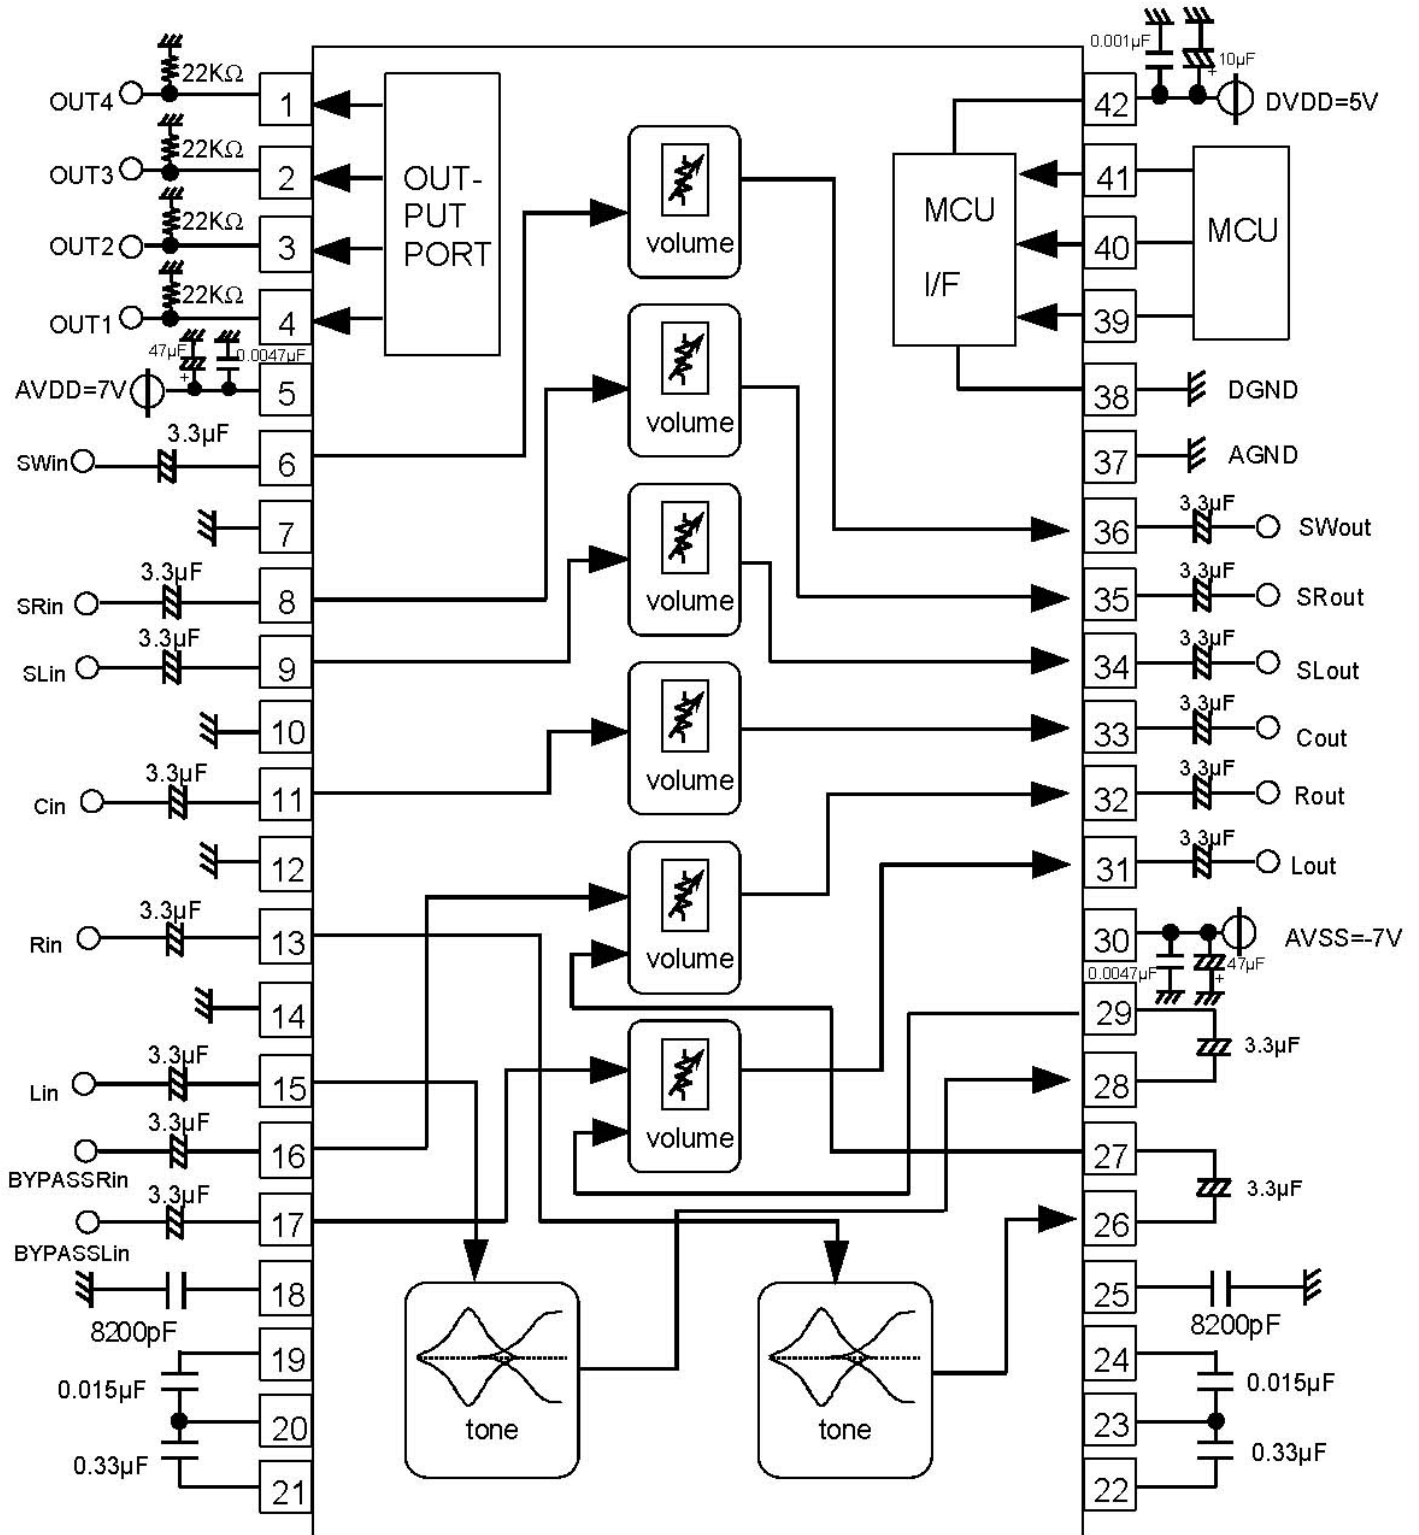 OUT4
22KΩ
1
OUT3
22KΩ
2
OUT2
22KΩ
3
OUT1
22KΩ
4
47µF
0.0047µF
AVDD=7V
5
3.3µF
SWin
6
7
3.3µF
SRin
8
3.3µF
SLin
9
10
3.3µF
Cin
11
12
3.3µF
Rin
13
14
3.3µF
Lin
15
3.3µF
16
BYPASSRin
3.3µF
17
BYPASSLin
18
8200pF
19
0.015µF
20
0.33µF
21
OUT-
PUT
PORT
volume
volume
volume
volume
volume
volume
tone
tone
MCU
I/F
MCU
0.001µF
10µF
+
42
DVDD=5V
41
40
39
38
DGND
37
AGND
3.3µF
36
SWout
3.3µF
35
SRout
3.3µF
34
SLout
3.3µF
33
Cout
3.3µF
32
Rout
3.3µF
31
Lout
30
AVSS=-7V
0.0047µF
47µF
+
29
3.3µF
28
27
3.3µF
26
25
8200pF
24
0.015µF
23
0.33µF
22
+